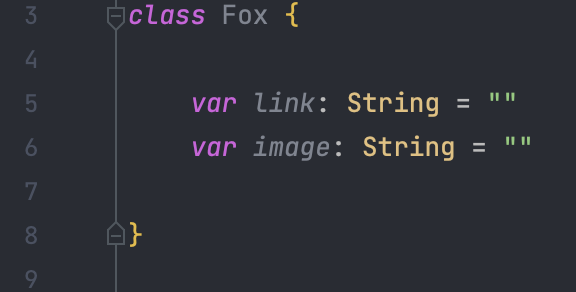 3 class Fox {
4
5 var link: String = ""
6 var image: String = ""
7
8 }
9